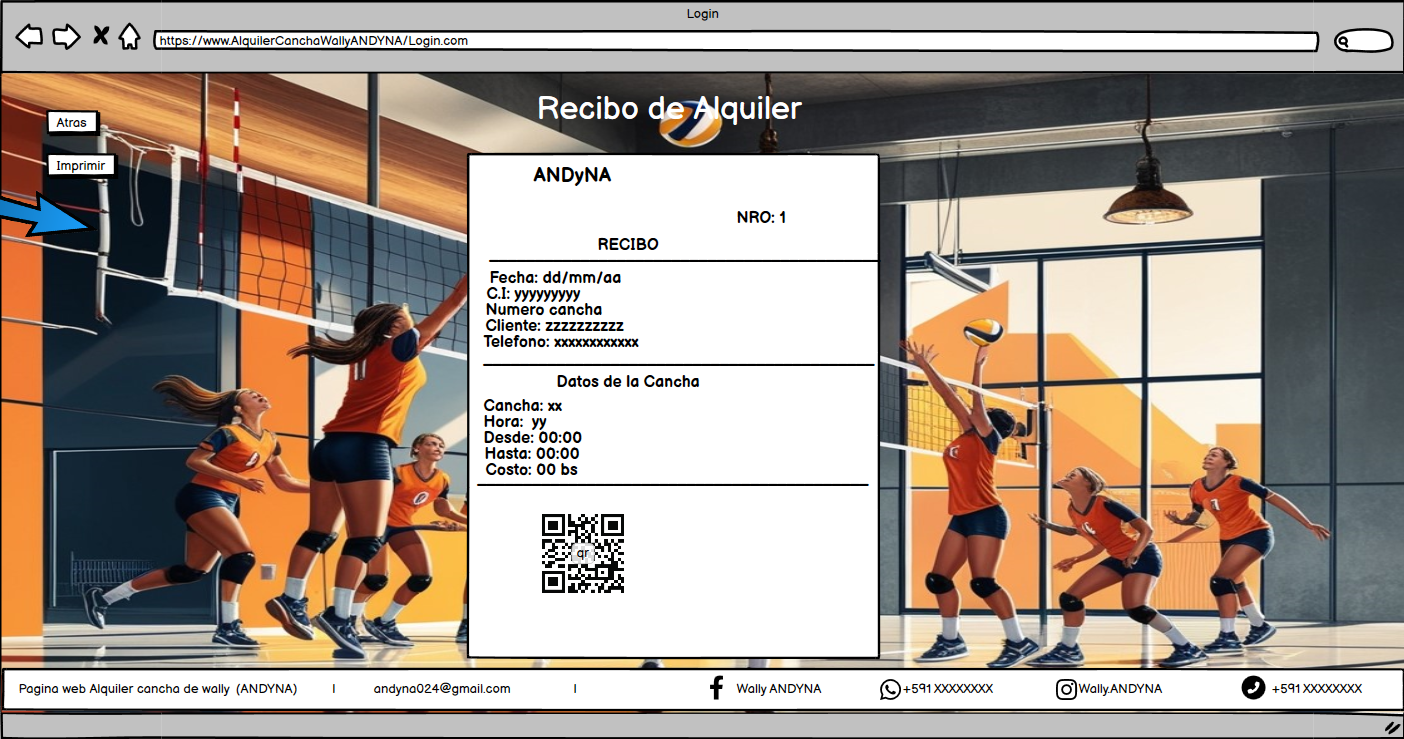 Login
https://www.AlquilerCanchaWallyANDYNA/Login.com
Recibo de Alquiler
Atras
Imprimir
ANDyNA
NRO: 1
RECIBO
Fecha: dd/mm/aa
C.I: yyyyyyyyy
Numero cancha
Cliente: zzzzzzzzzz
Telefono: xxxxxxxxxxxx
Datos de la Cancha
Cancha: xx
Hora: yy
Desde: 00:00
Hasta: 00:00
Costo: 00 bs
qr
Pagina web Alquiler cancha de wally (ANDYNA) | andyna024@gmail.com | Wally ANDYNA +591 XXXXXXXX Wally.ANDYNA +591 XXXXXXXX